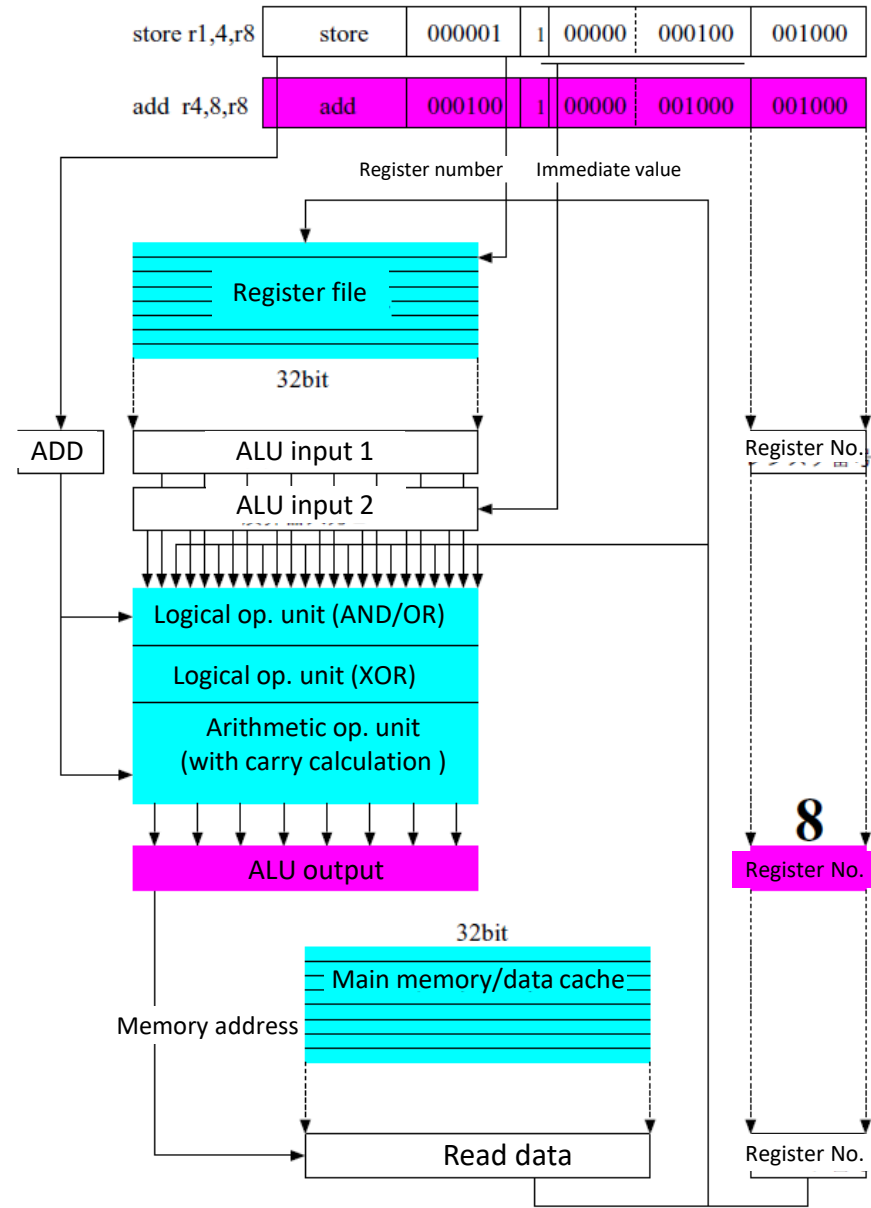 store r1,4,r8 store 000001 1 00000 000100 001000
add r4,8,r8 add 000100 1 00000 001000 001000
Register number Immediate value
Register file
32bit
ADD ALU input 1 Register No.
ALU input 2
Logical op. unit (AND/OR)
Logical op. unit (XOR)
Arithmetic op. unit
(with carry calculation )
8
ALU output Register No.
32bit
Main memory/data cache
Memory address
Read data Register No.